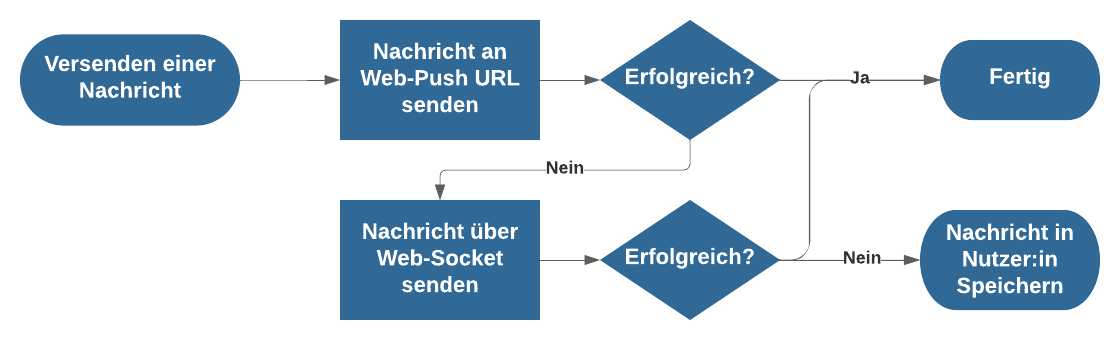 Versenden einer
Nachricht
Nachricht an
Web-Push URL
senden
Erfolgreich?
Ja
Fertig
Nein
Nachricht über
Web-Socket
senden
Erfolgreich?
Nein
Nachricht in
Nutzer:in
Speichern